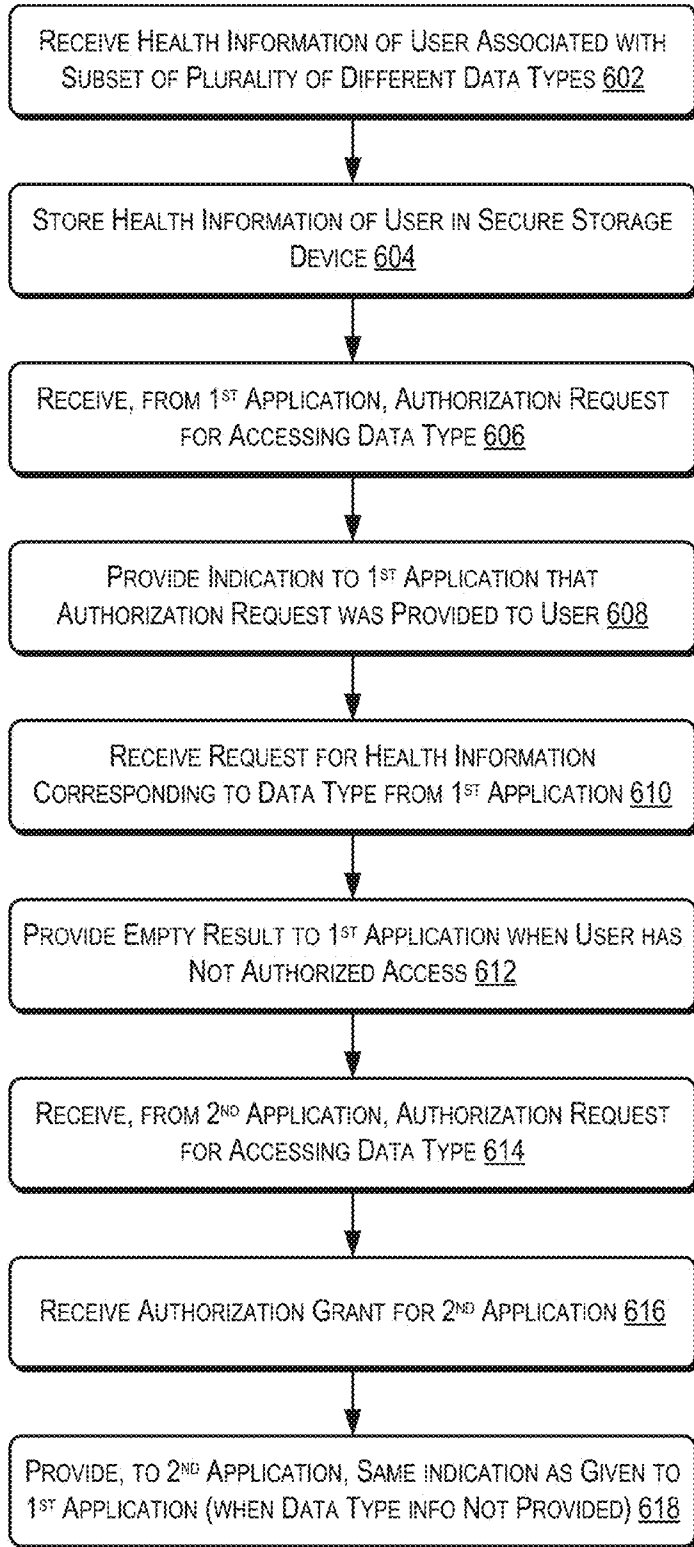 RECEIVE HEALTH INFORMATION OF USER ASSOCIATED WITH
SUBSET OF PLURALITY OF DIFFERENT DATA TYPES 602
STORE HEALTH INFORMATION OF USER IN SECURE STORAGE
DEVICE 604
RECEIVE, FROM 1ST APPLICATION, AUTHORIZATION REQUEST
FOR ACCESSING DATA TYPE 606
PROVIDE INDICATION TO 1ST APPLICATION THAT
AUTHORIZATION REQUEST WAS PROVIDED TO USER 608
RECEIVE REQUEST FOR HEALTH INFORMATION
CORRESPONDING TO DATA TYPE FROM 1ST APPLICATION 610
PROVIDE EMPTY RESULT TO 1ST APPLICATION WHEN USER HAS
NOT AUTHORIZED ACCESS 612
RECEIVE, FROM 2ND APPLICATION, AUTHORIZATION REQUEST
FOR ACCESSING DATA TYPE 614
RECEIVE AUTHORIZATION GRANT FOR 2ND APPLICATION 616
PROVIDE, TO 2ND APPLICATION, SAME INDICATION AS GIVEN TO
1ST APPLICATION (WHEN DATA TYPE INFO NOT PROVIDED) 618